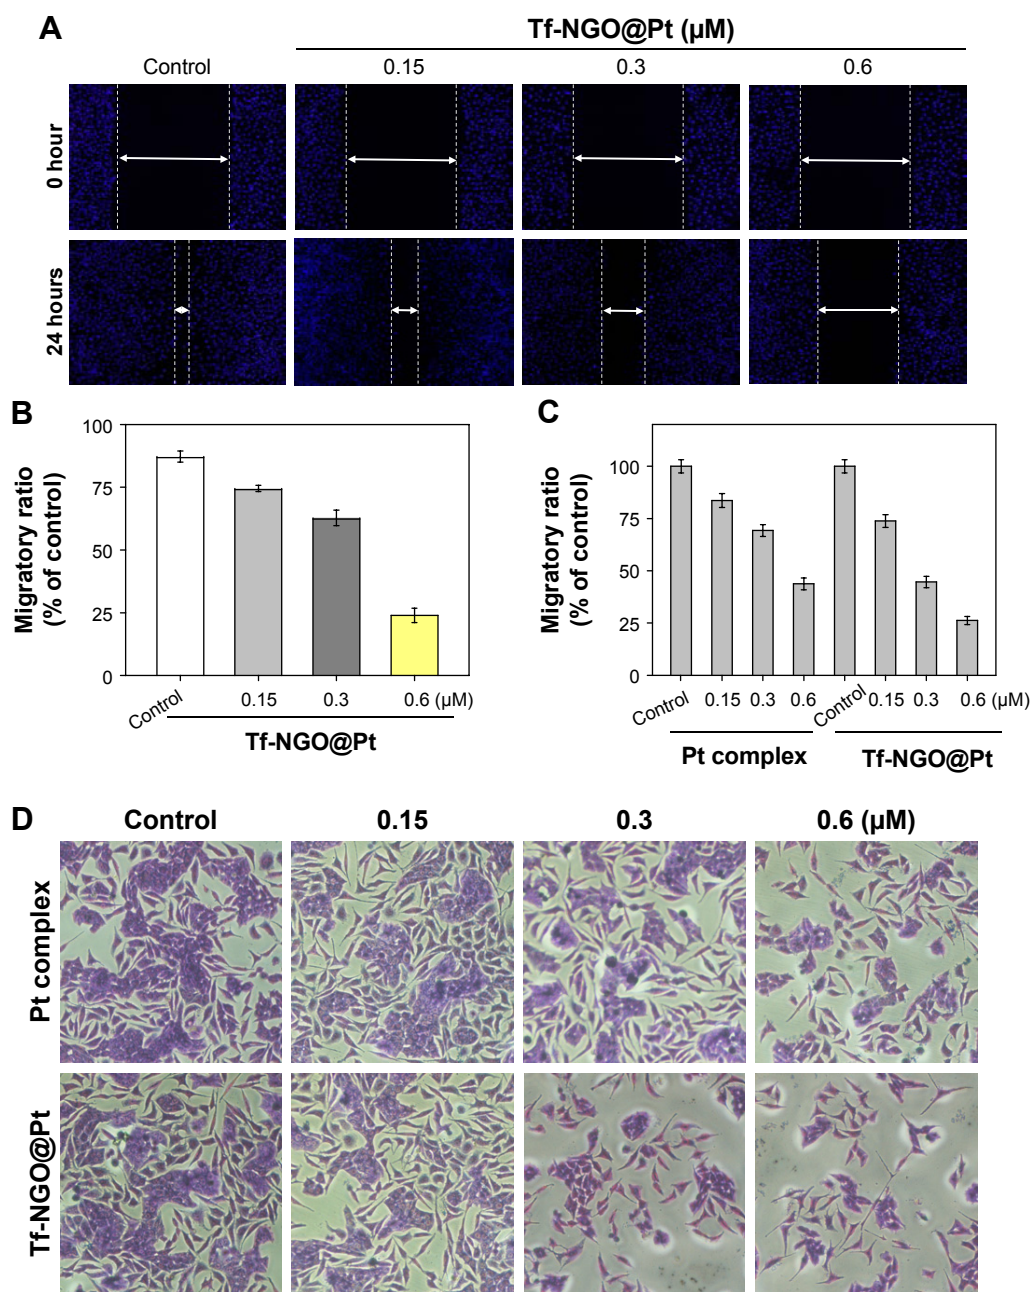 A
Tf-NGO@Pt (µM)
Control 0.15 0.3 0.6
0 hour
24 hours
B
Migratory ratio
(% of control)
100
75
50
25
0
Control 0.15 0.3 0.6 (µM)
Tf-NGO@Pt
C
Migratory ratio
(% of control)
100
75
50
25
0
Control 0.15 0.3 0.6 Control 0.15 0.3 0.6 (µM)
Pt complex Tf-NGO@Pt
D
Control 0.15 0.3 0.6 (µM)
Pt complex
Tf-NGO@Pt